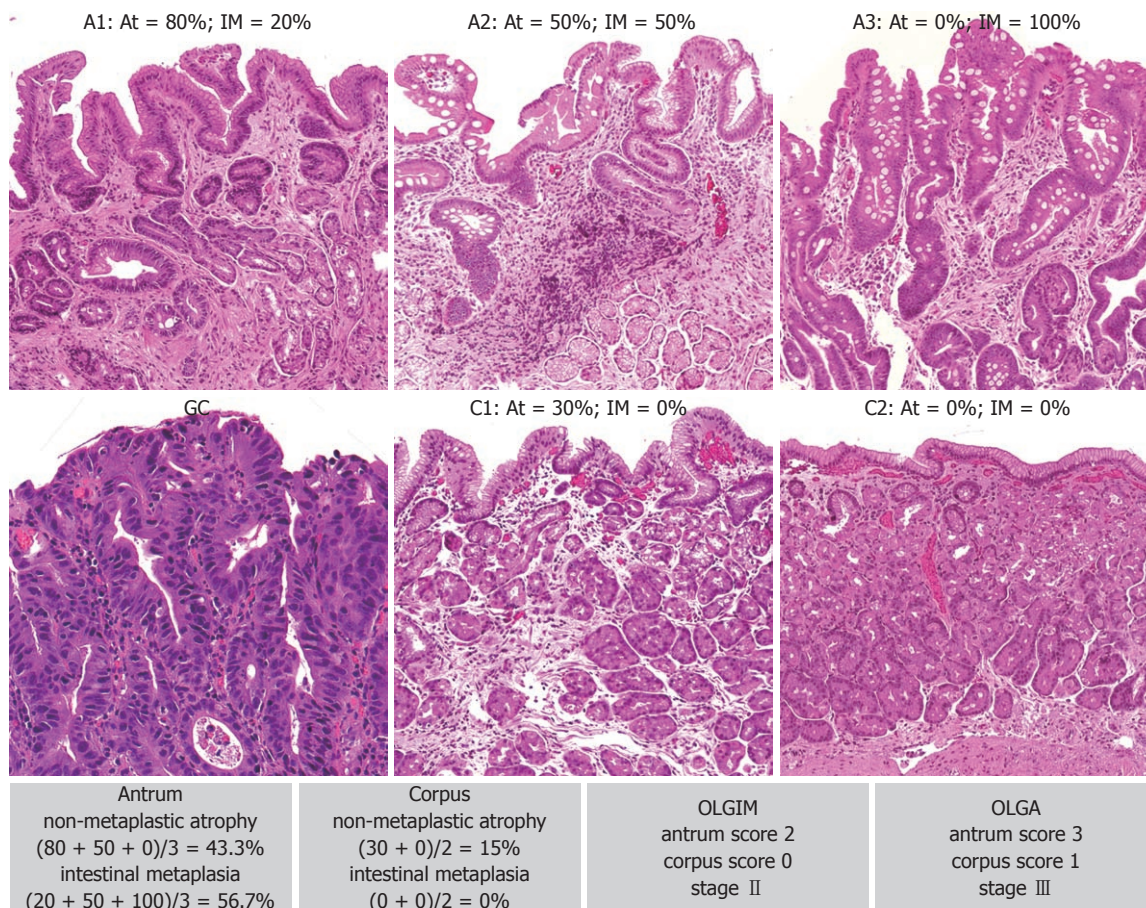 A1: At = 80%; IM = 20%
A2: At = 50%; IM = 50%
A3: At = 0%; IM = 100%
GC
C1: At = 30%; IM = 0%
C2: At = 0%; IM = 0%
Antrum
non-metaplastic atrophy
(80 + 50 + 0)/3 = 43.3%
intestinal metaplasia
(20 + 50 + 100)/3 = 56.7%
Corpus
non-metaplastic atrophy
(30 + 0)/2 = 15%
intestinal metaplasia
(0 + 0)/2 = 0%
OLGIM
antrum score 2
corpus score 0
stage Ⅱ
OLGA
antrum score 3
corpus score 1
stage Ⅲ